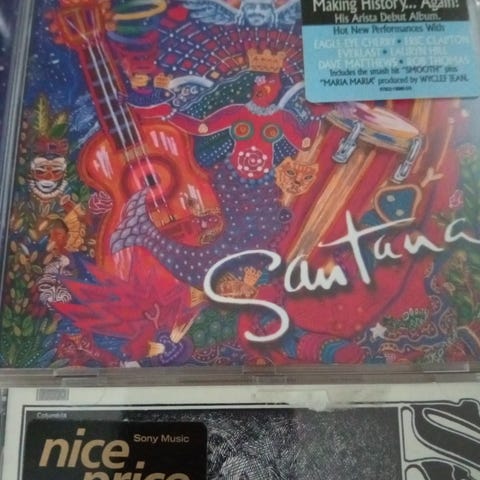 Making History... Again!
His Arista Debut Album.
Hot New Performances With
EAGLE-EYE CHERRY • ERIC CLAPTON
EVERLAST • LAURYN HILL
DAVE MATTHEWS • ROB THOMAS
Includes the smash hit "SMOOTH" plus
"MARIA MARIA" produced by WYCLEF JEAN.
Santana
Columbia
Sony Music
nice
price